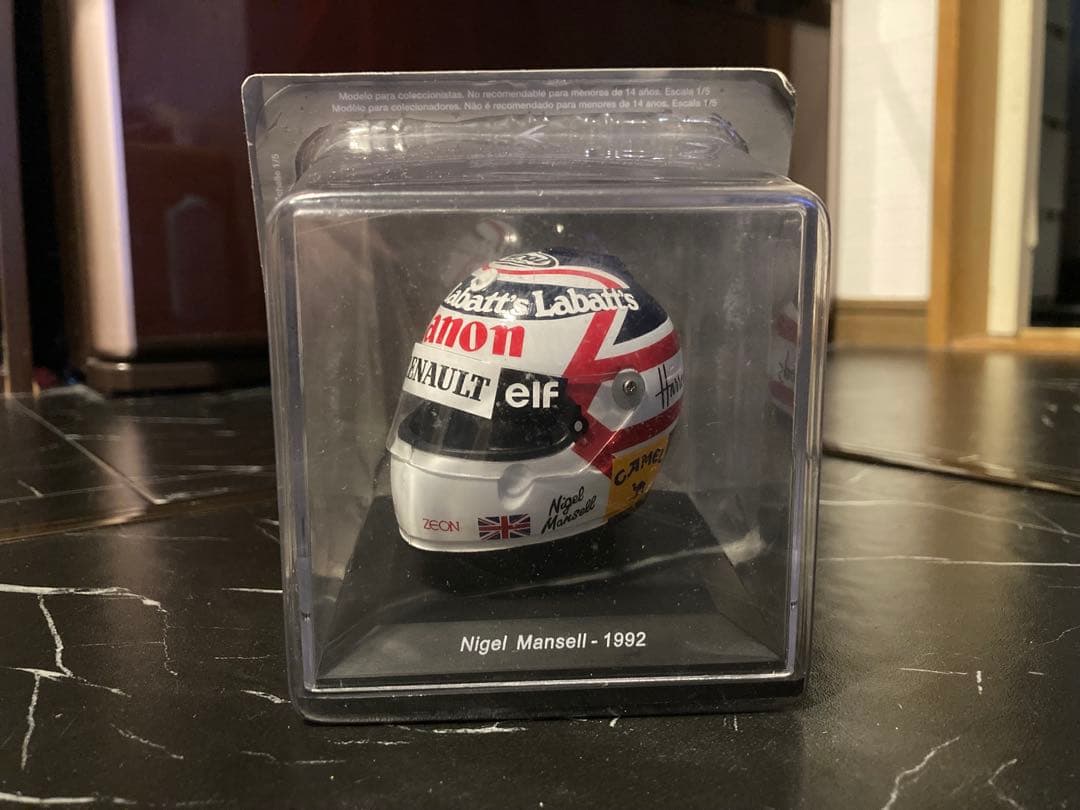 Modelo para coleccionistas. No recomendable para menores de 14 años. Escala 1/5
Modelo para colecionadores. Não é recomendado para menores de 14 anos. Escala 1/5
Labatt's Labatt's
anon
ENAULT
elf
CAMEL
ZEON
Nigel
Mansell
Nigel Mansell - 1992